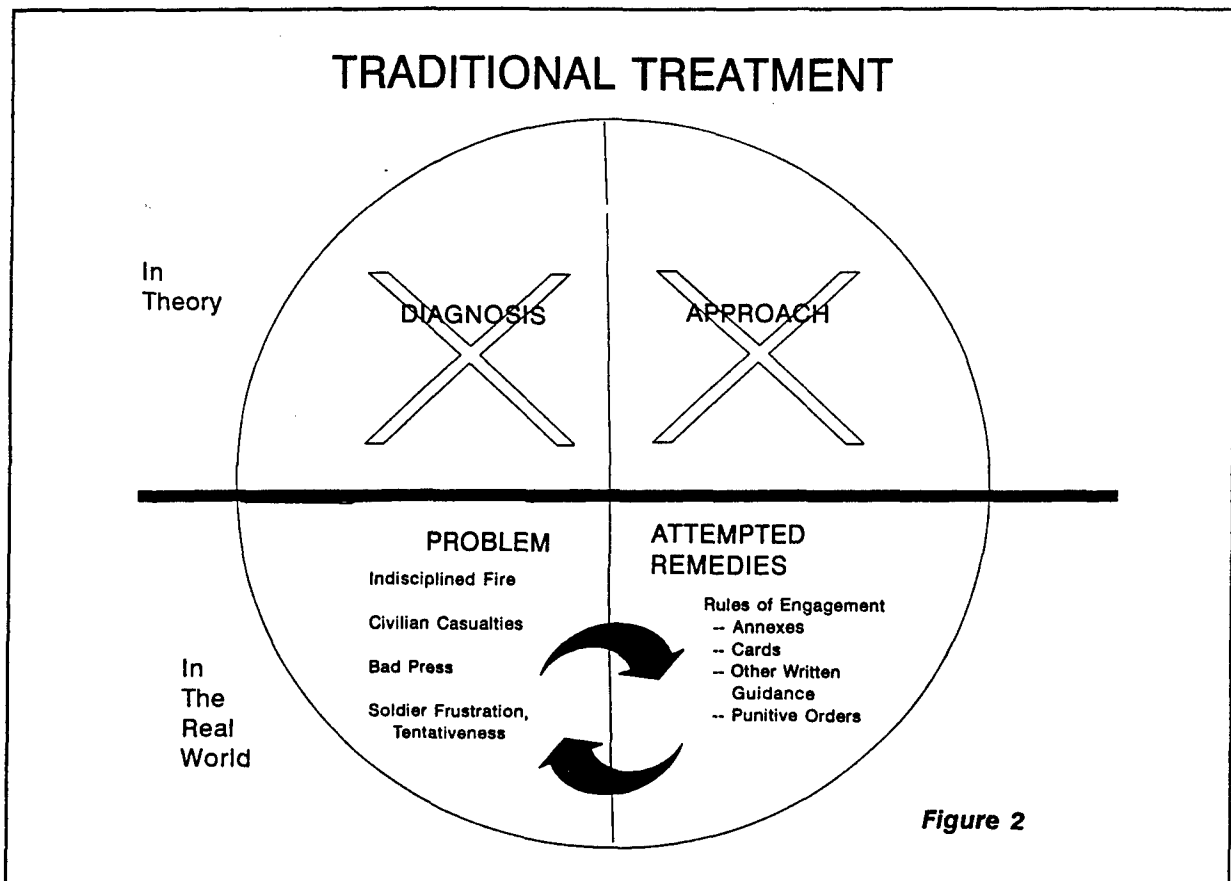 TRADITIONAL TREATMENT
In
Theory
DIAGNOSIS
APPROACH
PROBLEM
Indisciplined Fire
Civilian Casualties
Bad Press
Soldier Frustration,
Tentativeness
ATTEMPTED
REMEDIES
Rules of Engagement
-- Annexes
-- Cards
-- Other Written
Guidance
-- Punitive Orders
In
The
Real
World
Figure 2